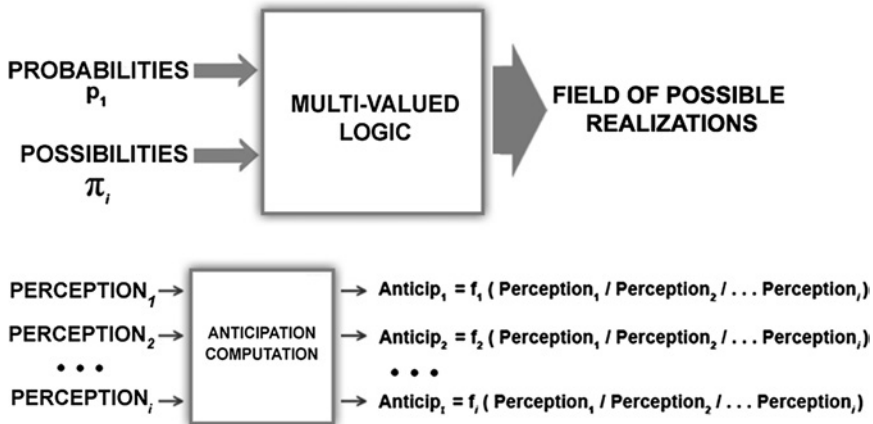 PROBABILITIES
p₁
POSSIBILITIES
πᵢ
MULTI-VALUED
LOGIC
FIELD OF POSSIBLE
REALIZATIONS
PERCEPTION₁
PERCEPTION₂
• • •
PERCEPTIONᵢ
ANTICIPATION
COMPUTATION
Anticip₁ = f₁ ( Perception₁ / Perception₂ / . . . Perceptionᵢ)
Anticip₂ = f₂ ( Perception₁ / Perception₂ / . . . Perceptionᵢ)
• • •
Anticipɪ = fᵢ ( Perception₁ / Perception₂ / . . . Perceptionᵢ)